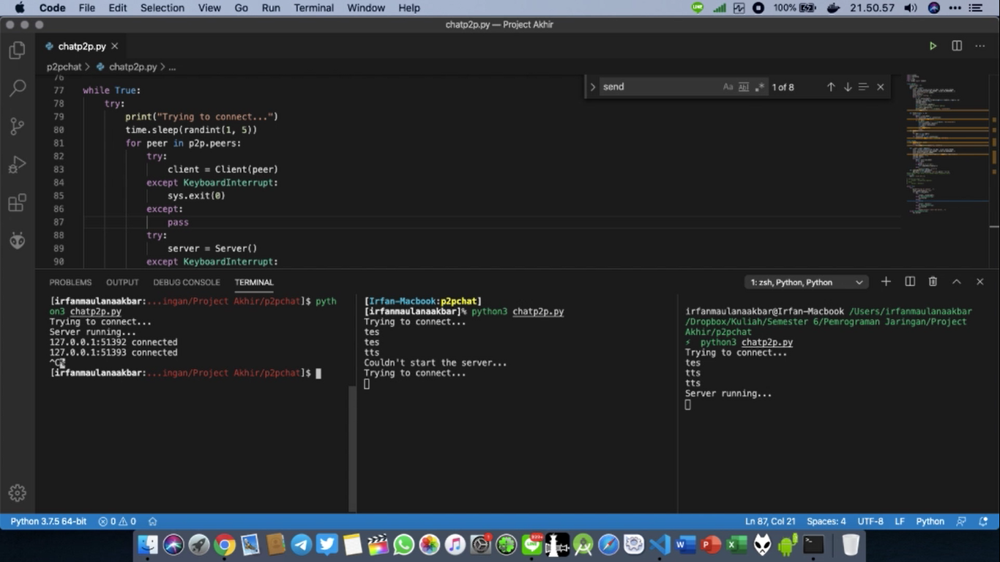 Code File Edit Selection View Go Run Terminal Window Help
LINE 100% 21.50.57
chatp2p.py — Project Akhir
chatp2p.py
p2pchat > chatp2p.py > ...
send
Aa Abl .* 1 of 8
76
77 while True:
78 try:
79 print("Trying to connect...")
80 time.sleep(randint(1, 5))
81 for peer in p2p.peers:
82 try:
83 client = Client(peer)
84 except KeyboardInterrupt:
85 sys.exit(0)
86 except:
87 pass
88 try:
89 server = Server()
90 except KeyboardInterrupt:
PROBLEMS OUTPUT DEBUG CONSOLE TERMINAL
1: zsh, Python, Python
[irfanmaulanaakbar:...ingan/Project Akhir/p2pchat]$ pyth
on3 chatp2p.py
Trying to connect...
Server running...
127.0.0.1:51392 connected
127.0.0.1:51393 connected
^C
[irfanmaulanaakbar:...ingan/Project Akhir/p2pchat]$
[Irfan-Macbook:p2pchat]
[irfanmaulanaakbar]% python3 chatp2p.py
Trying to connect...
tes
tes
tts
Couldn't start the server...
Trying to connect...
irfanmaulanaakbar@Irfan-Macbook /Users/irfanmaulanaakbar
/Dropbox/Kuliah/Semester 6/Pemrograman Jaringan/Project
Akhir/p2pchat
⚡ python3 chatp2p.py
Trying to connect...
tes
tts
tts
Server running...
Python 3.7.5 64-bit 0 0
Ln 87, Col 21 Spaces: 4 UTF-8 LF Python